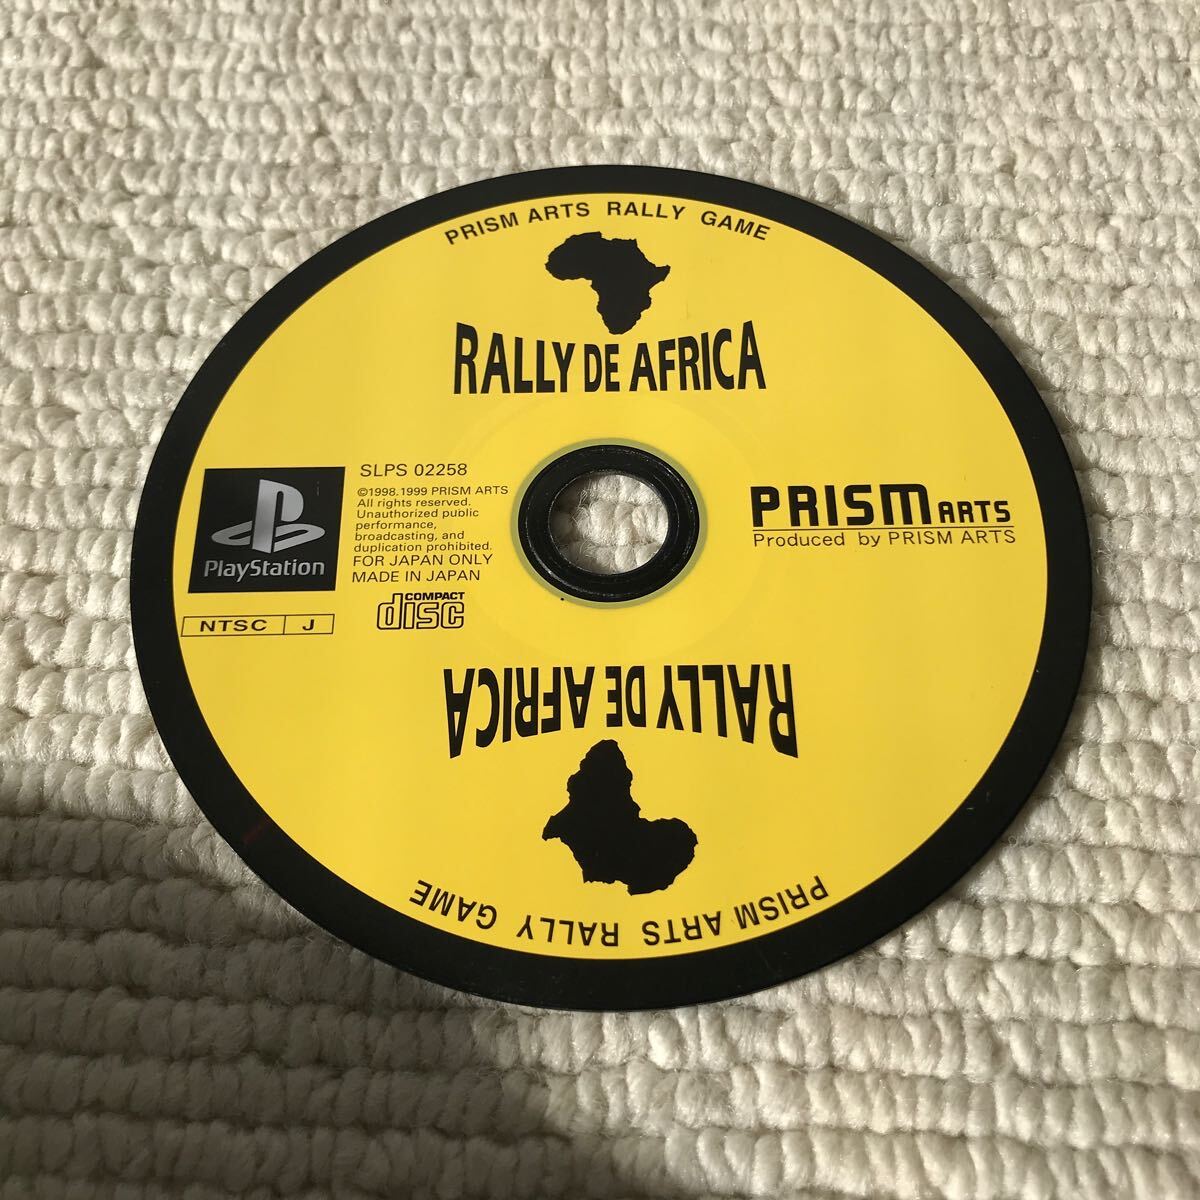 PRISM ARTS RALLY GAME
RALLY DE AFRICA
PlayStation
NTSC J
SLPS 02258
©1998.1999 PRISM ARTS
All rights reserved.
Unauthorized public
performance,
broadcasting, and
duplication prohibited.
FOR JAPAN ONLY
MADE IN JAPAN
COMPACT
disc
PRISM ARTS
Produced by PRISM ARTS
RALLY DE AFRICA
PRISM ARTS RALLY GAME